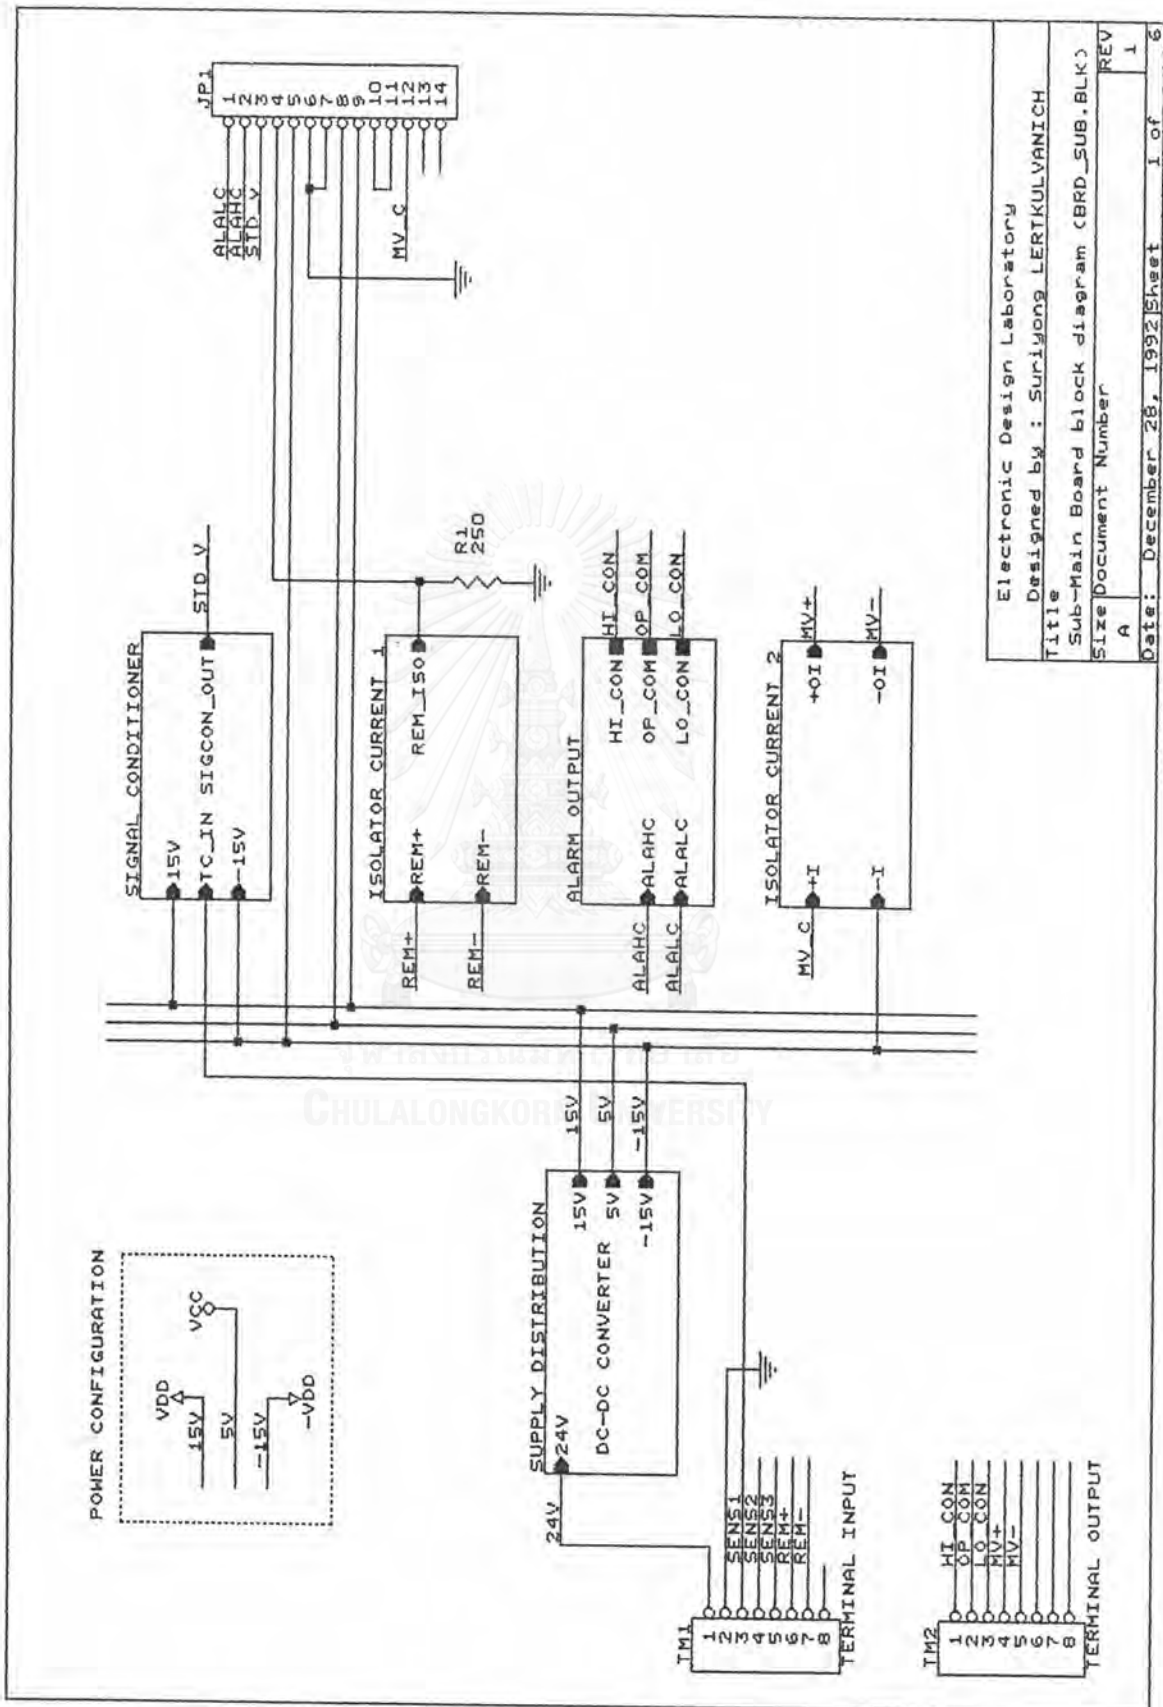 POWER CONFIGURATION
VDD
15V
VCC
5V
-15V
-VDD
SIGNAL CONDITIONER
15V
TC_IN SIGCON_OUT
-15V
STD_V
ISOLATOR CURRENT 1
REM+
REM+
REM_ISO
REM-
REM-
R1
250
ALARM OUTPUT
ALAHC
ALAHC
ALALC
ALALC
HI_CON
HI_CON
OP_COM
OP_COM
LO_CON
LO_CON
ISOLATOR CURRENT 2
MV_C
+I
-I
+OI
MV+
-OI
MV-
JP1
1
2
3
4
5
6
7
8
9
10
11
12
13
14
ALALC
ALAHC
STD_V
MV_C
SUPPLY DISTRIBUTION
24V
24V
DC-DC CONVERTER
15V
15V
5V
5V
-15V
-15V
TM1
1
2
3
4
5
6
7
8
SENS1
SENS2
SENS3
REM+
REM-
TERMINAL INPUT
TM2
1
2
3
4
5
6
7
8
HI_CON
OP_COM
LO_CON
MV+
MV-
TERMINAL OUTPUT
CHULALONGKORN UNIVERSITY
Electronic Design Laboratory
Designed by : Suriyong LERTKULVANICH
Title
Sub-Main Board block diagram (BRD_SUB.BLK)
Size Document Number
REV
A
1
Date: December 28, 1992 Sheet 1 of 6